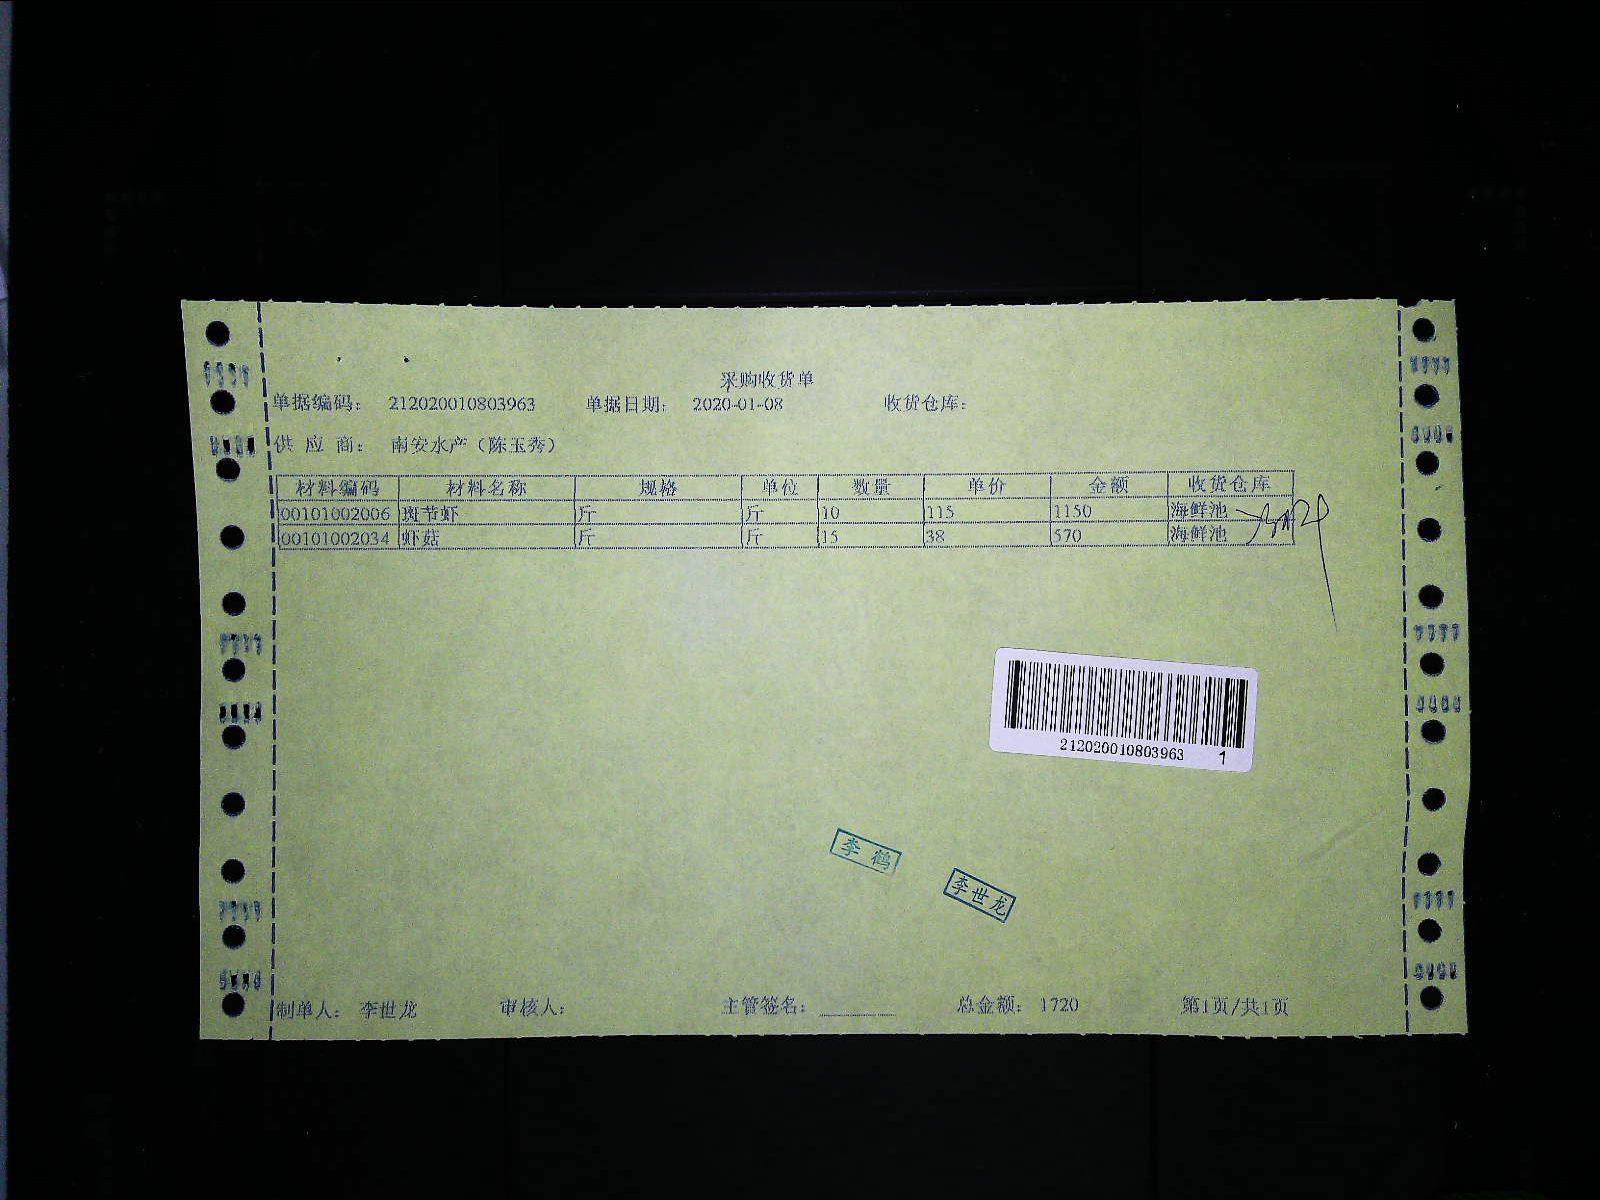 采购收货单
单据编码： 212020010803963 单据日期： 2020-01-08 收货仓库：
供 应 商： 南安水产（陈玉秀）
材料编码 材料名称 规格 单位 数量 单价 金额 收货仓库
00101002006 斑节虾 斤 斤 10 115 1150 海鲜池
00101002034 虾菇 斤 斤 15 38 570 海鲜池
212020010803963 1
李鹤
李世龙
制单人： 李世龙 审核人： 主管签名： 总金额： 1720 第1页/共1页